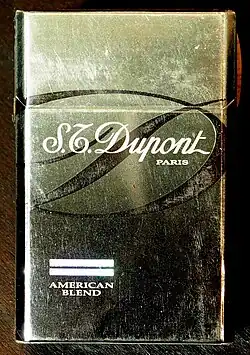 S.T. Dupont
PARIS
AMERICAN
BLEND